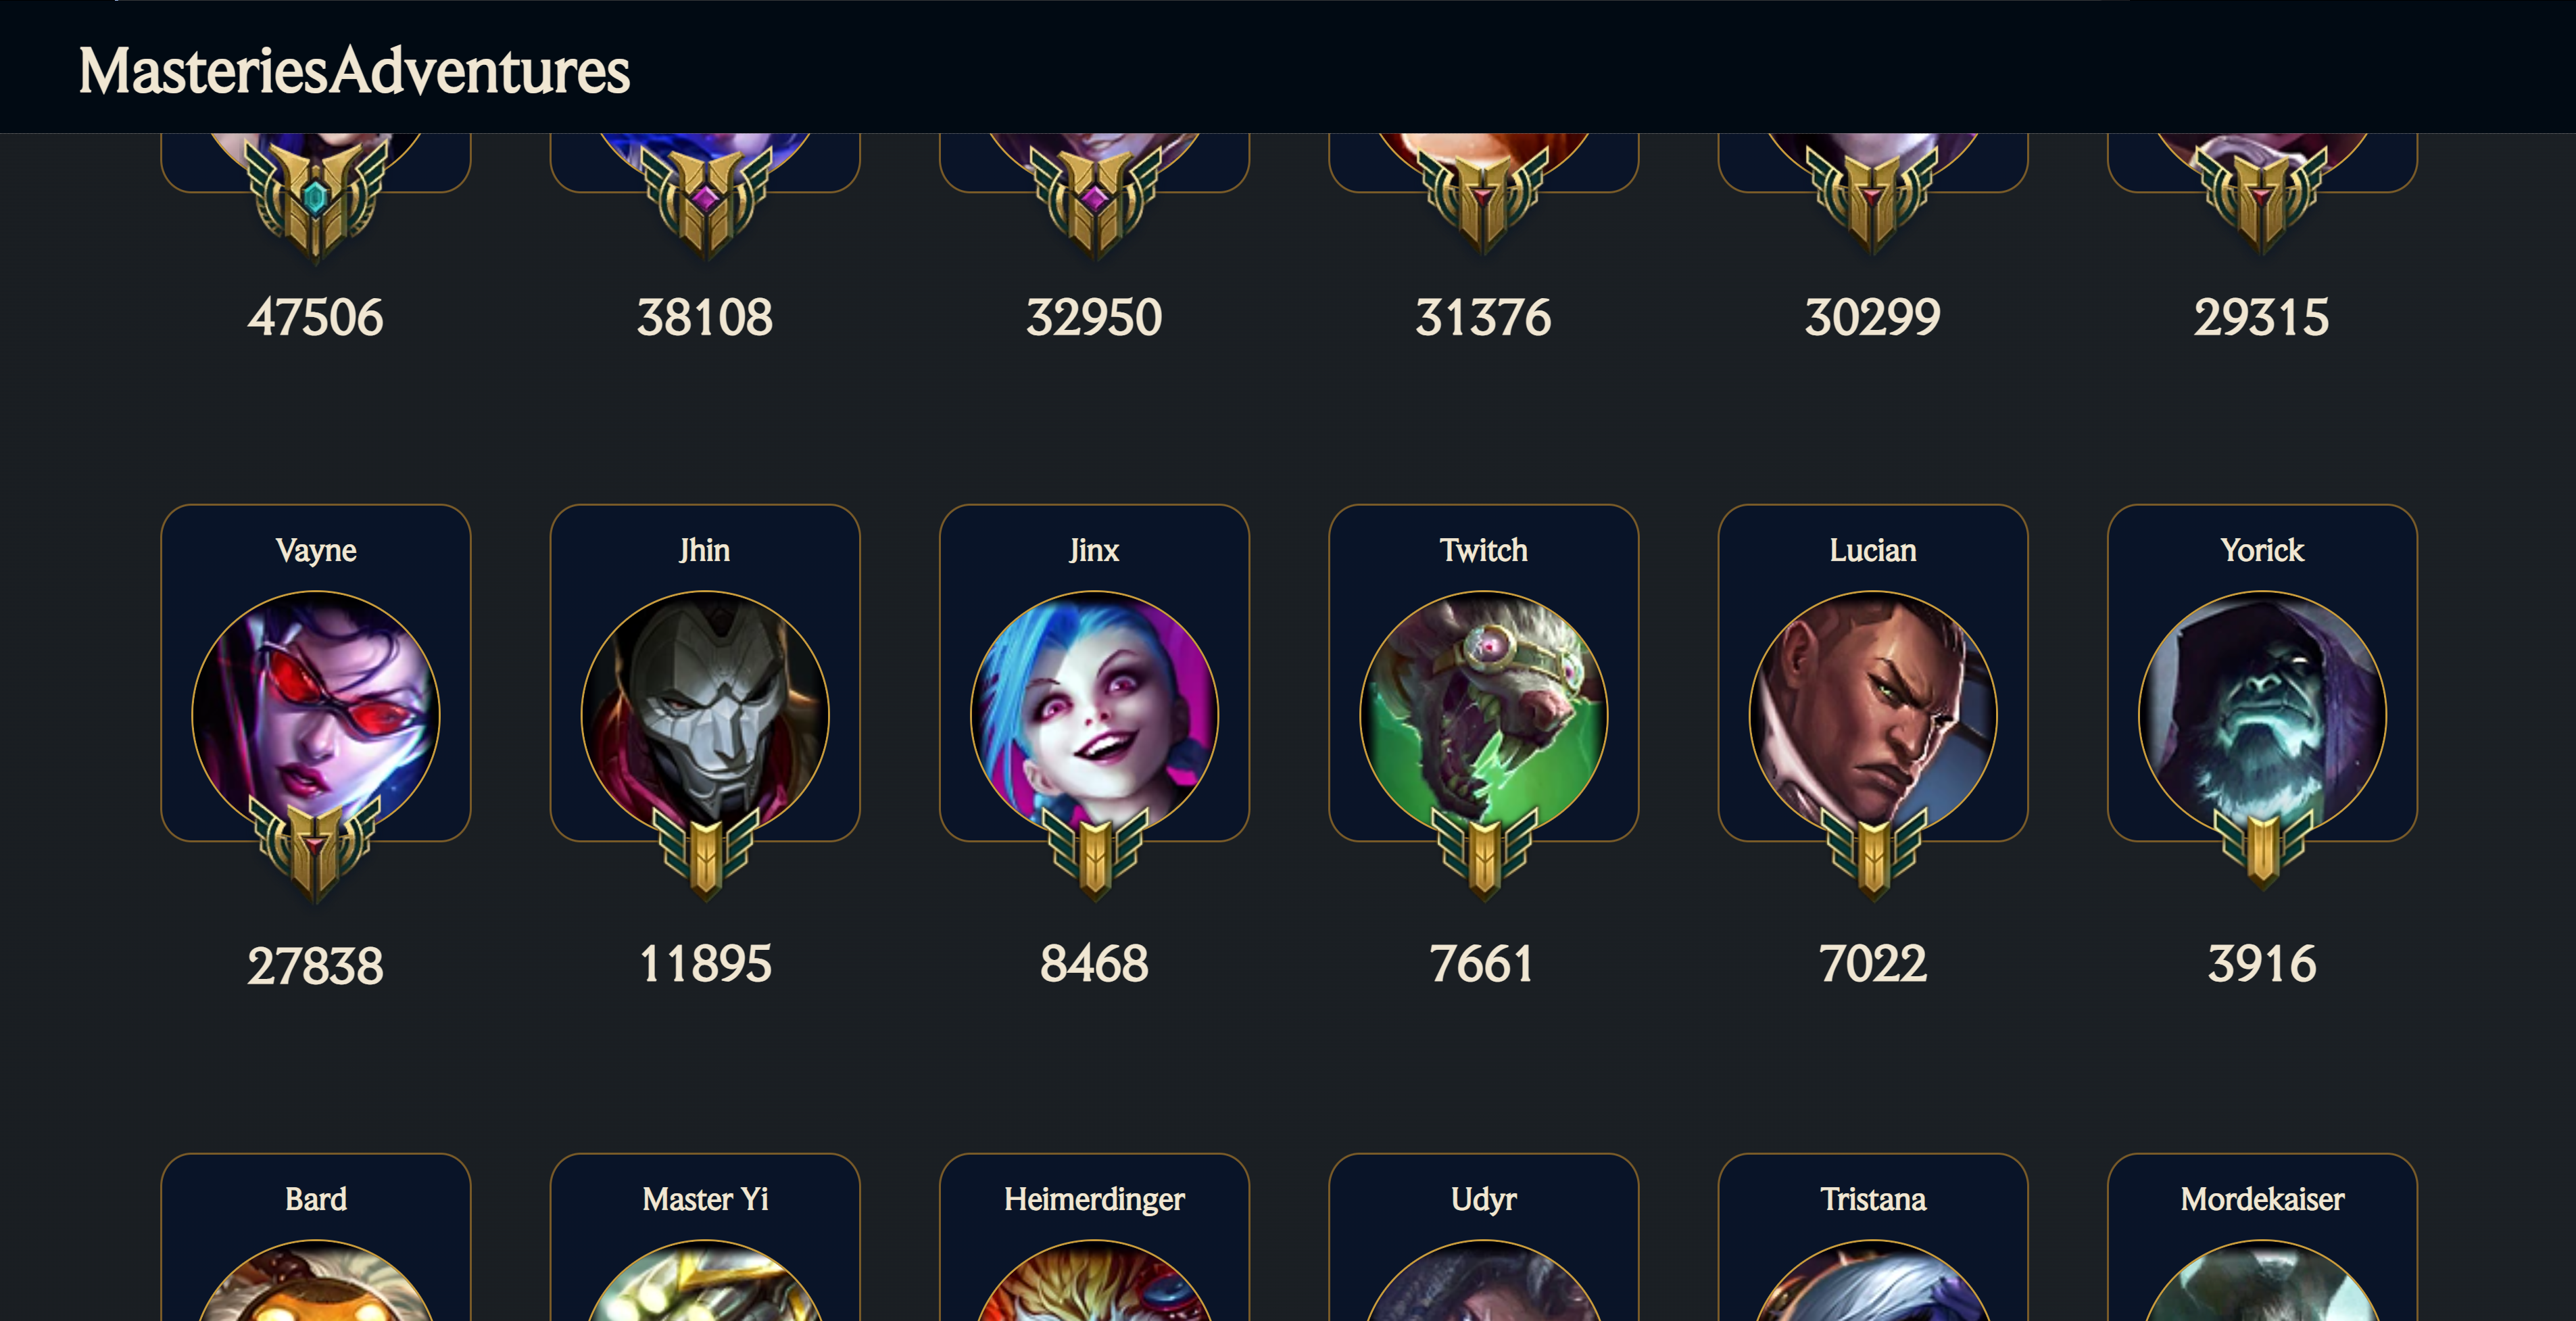 MasteriesAdventures
47506 38108 32950 31376 30299 29315
Vayne Jhin Jinx Twitch Lucian Yorick
27838 11895 8468 7661 7022 3916
Bard Master Yi Heimerdinger Udyr Tristana Mordekaiser